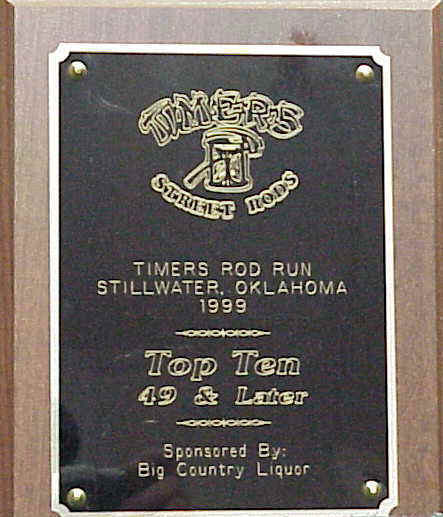 TIMERS
STREET RODS
TIMERS ROD RUN
STILLWATER, OKLAHOMA
1999
Top Ten
49 & Later
Sponsored By:
Big Country Liquor